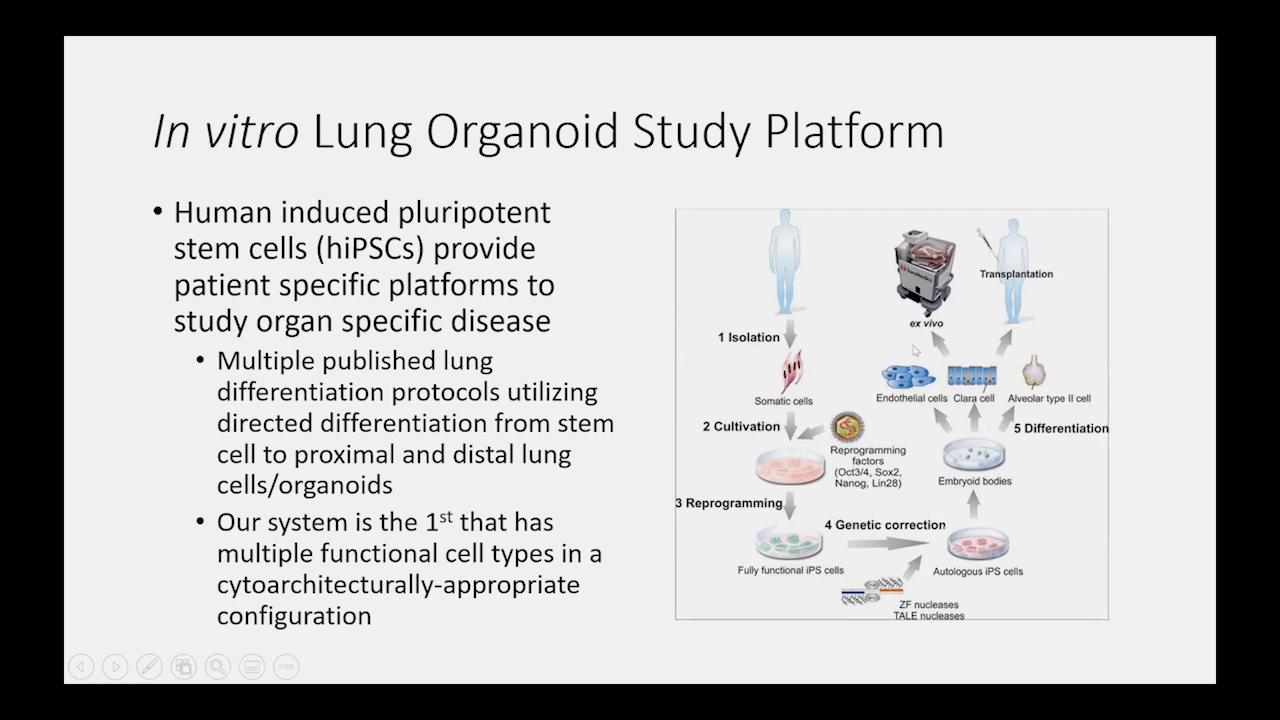 In vitro Lung Organoid Study Platform
• Human induced pluripotent
stem cells (hiPSCs) provide
patient specific platforms to
study organ specific disease
• Multiple published lung
differentiation protocols utilizing
directed differentiation from stem
cell to proximal and distal lung
cells/organoids
• Our system is the 1st that has
multiple functional cell types in a
cytoarchitecturally-appropriate
configuration
Transplantation
ex vivo
1 Isolation
Somatic cells
Endothelial cells
Clara cell
Alveolar type II cell
2 Cultivation
5 Differentiation
Reprogramming
factors
(Oct3/4, Sox2,
Nanog, Lin28)
Embryoid bodies
3 Reprogramming
4 Genetic correction
Fully functional iPS cells
Autologous iPS cells
ZF nucleases
TALE nucleases